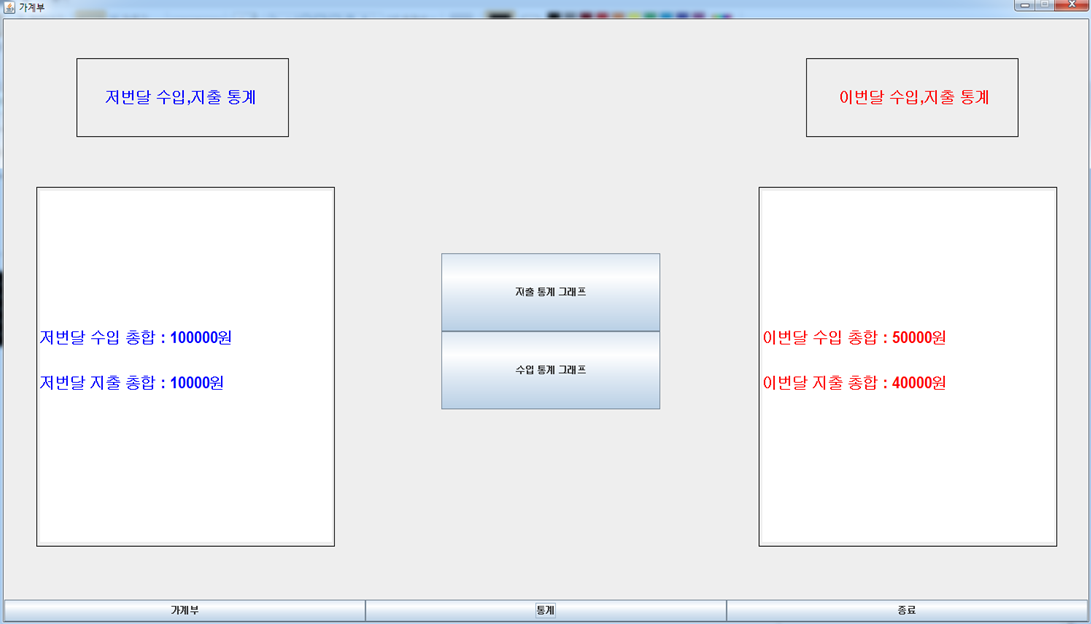 가계부
저번달 수입,지출 통계
이번달 수입,지출 통계
저번달 수입 총합 : 100000원
저번달 지출 총합 : 10000원
지출 통계 그래프
수입 통계 그래프
이번달 수입 총합 : 50000원
이번달 지출 총합 : 40000원
가계부
통계
종료